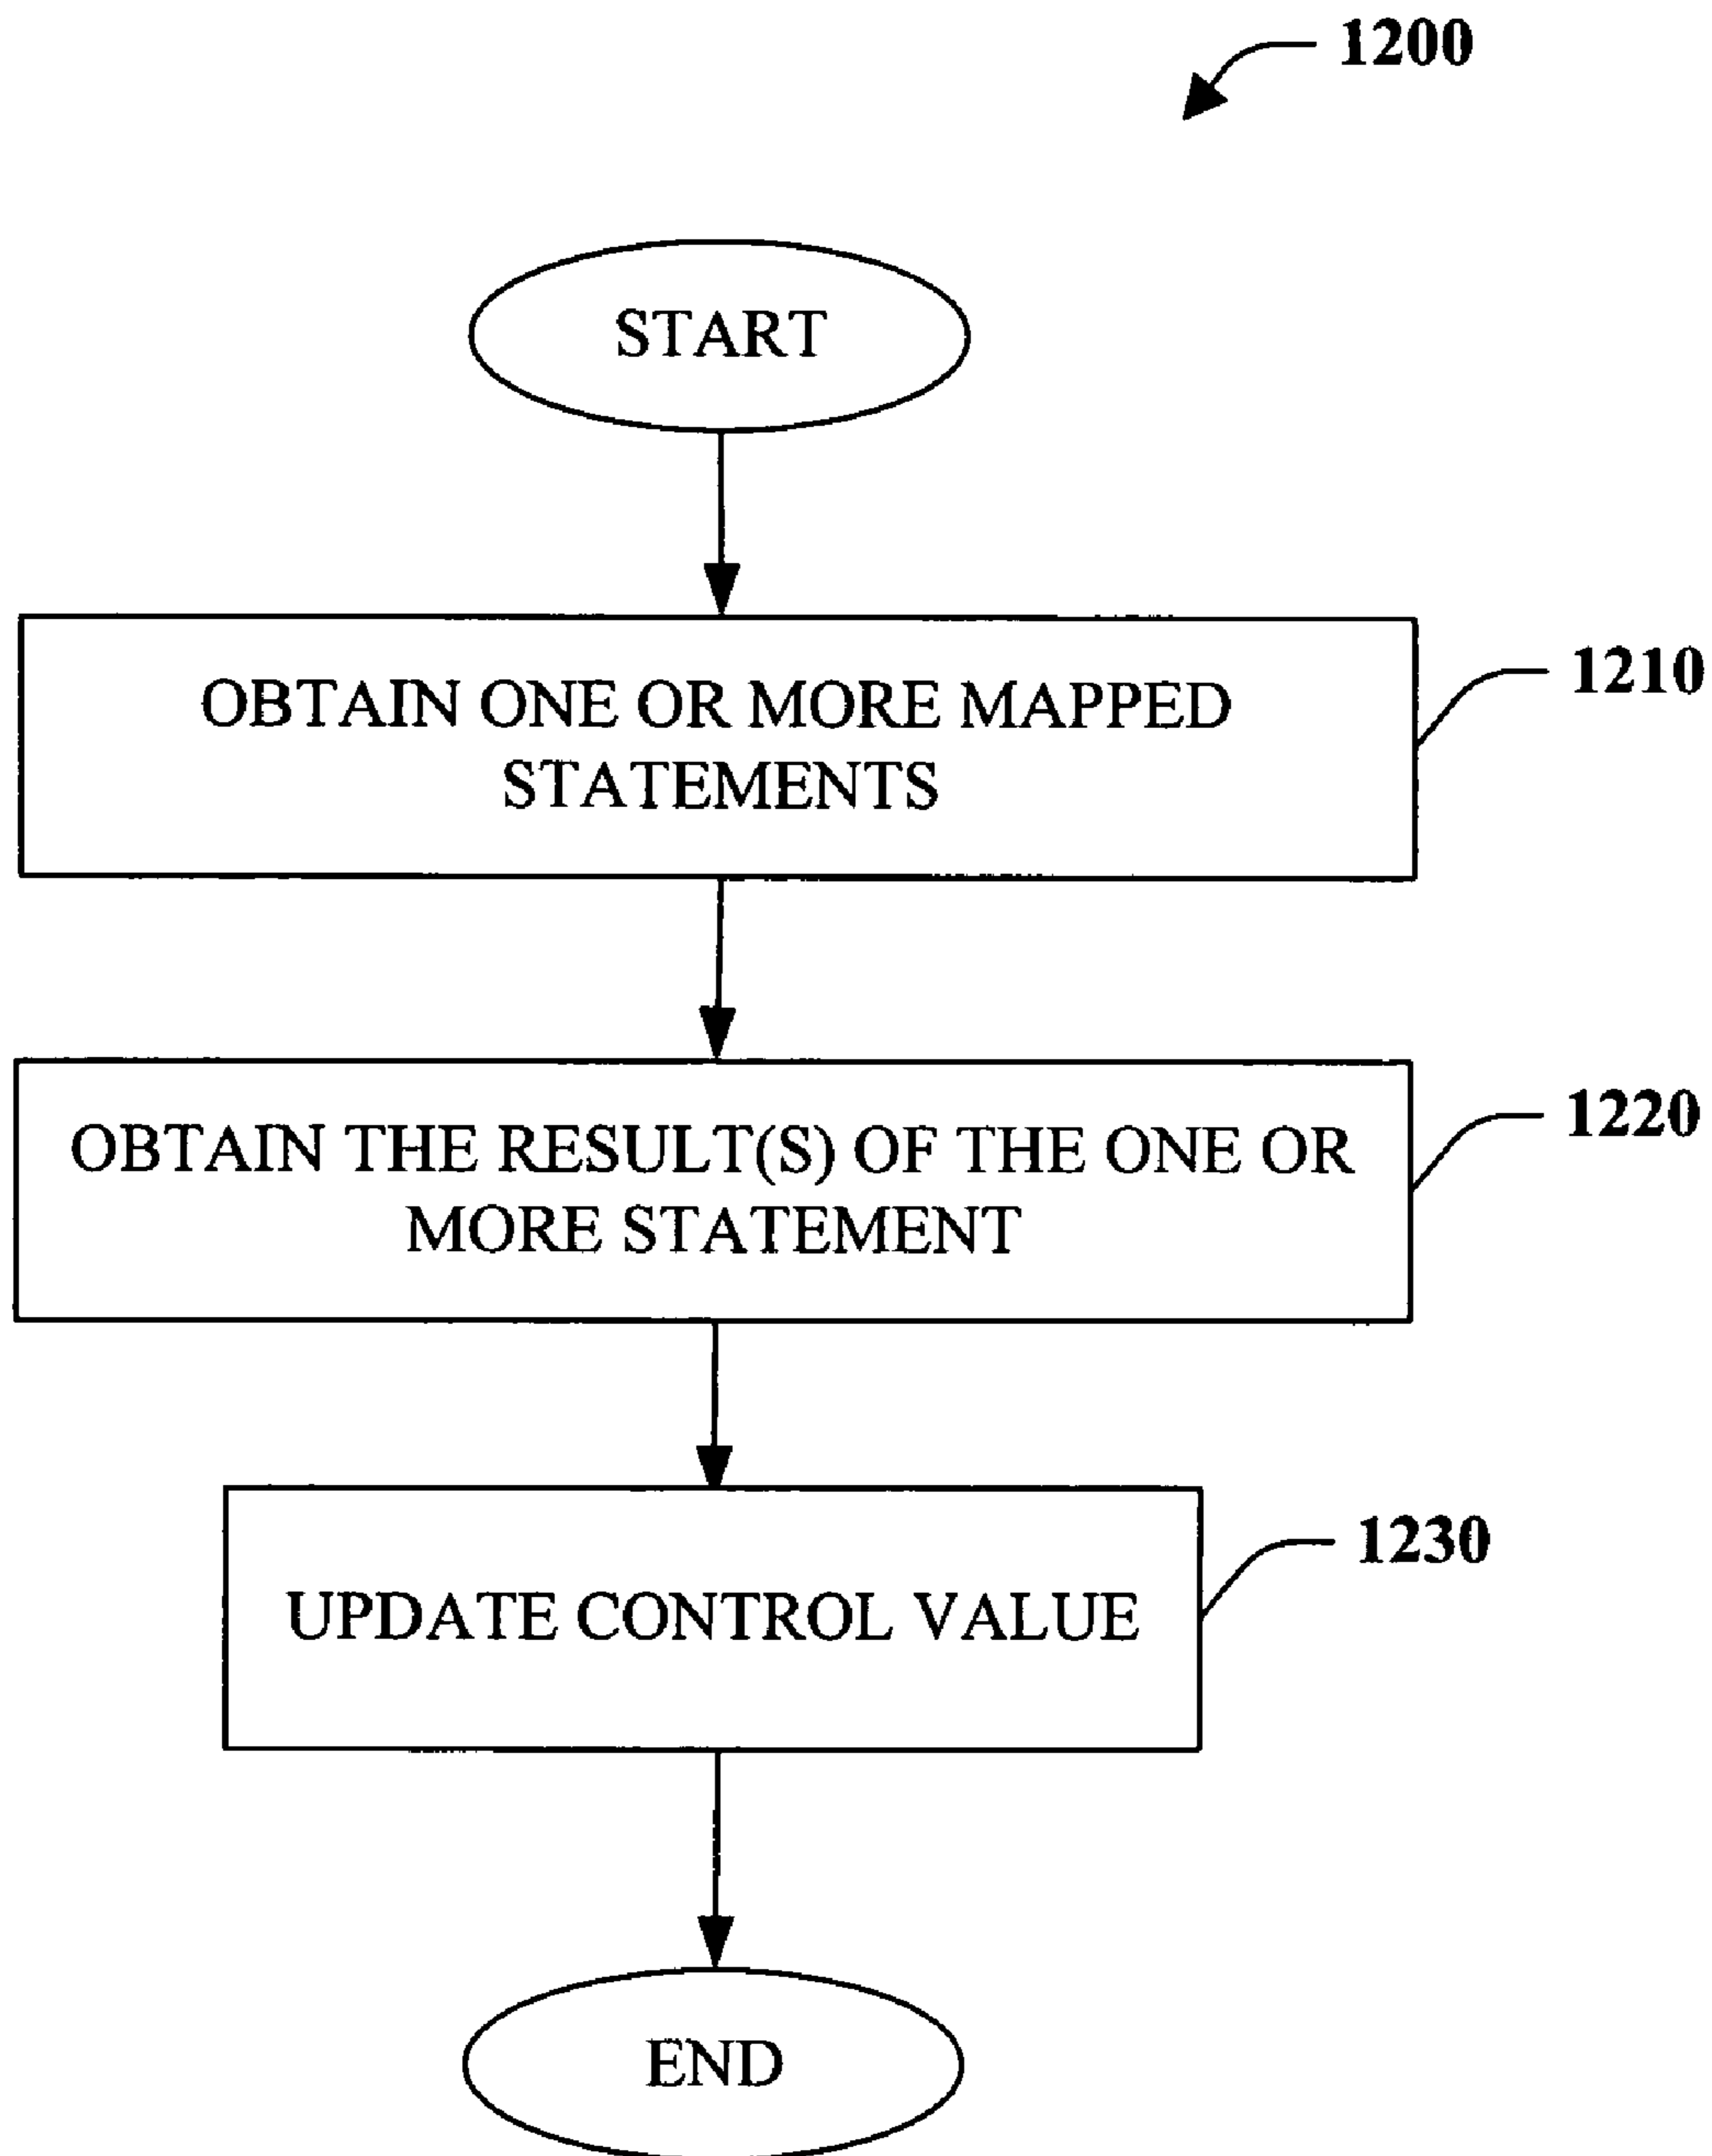 1200
START
OBTAIN ONE OR MORE MAPPED
STATEMENTS
1210
OBTAIN THE RESULT(S) OF THE ONE OR
MORE STATEMENT
1220
UPDATE CONTROL VALUE
1230
END